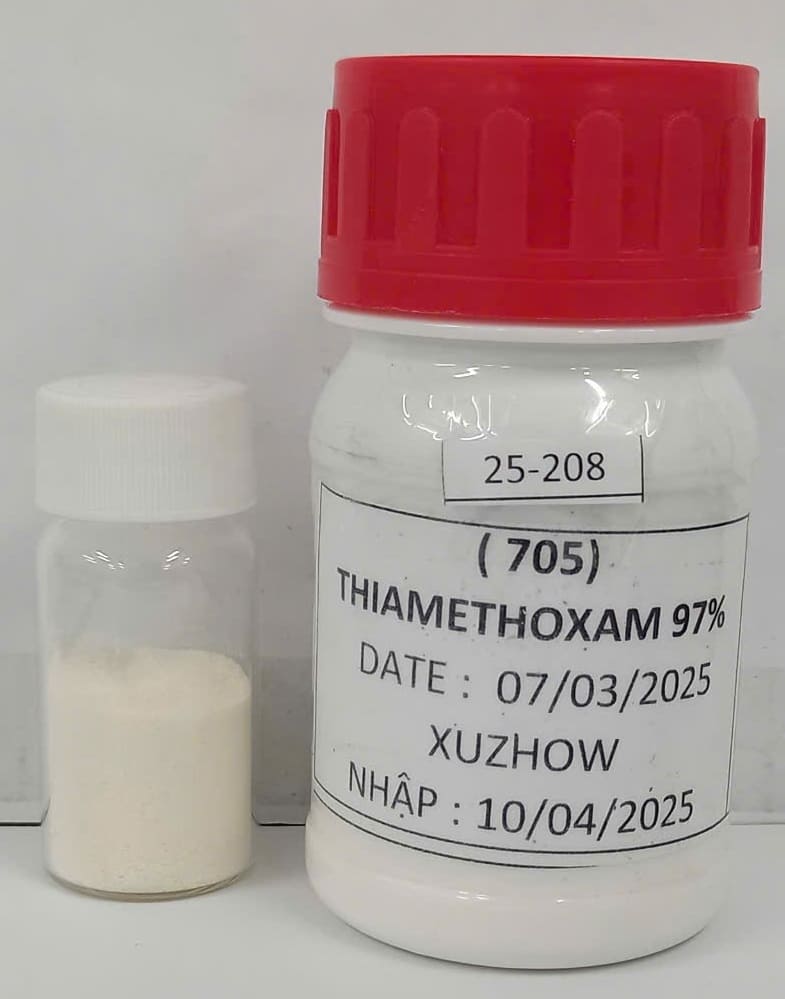 25-208
( 705)
THIAMETHOXAM 97%
DATE : 07/03/2025
XUZHOW
NHẬP : 10/04/2025